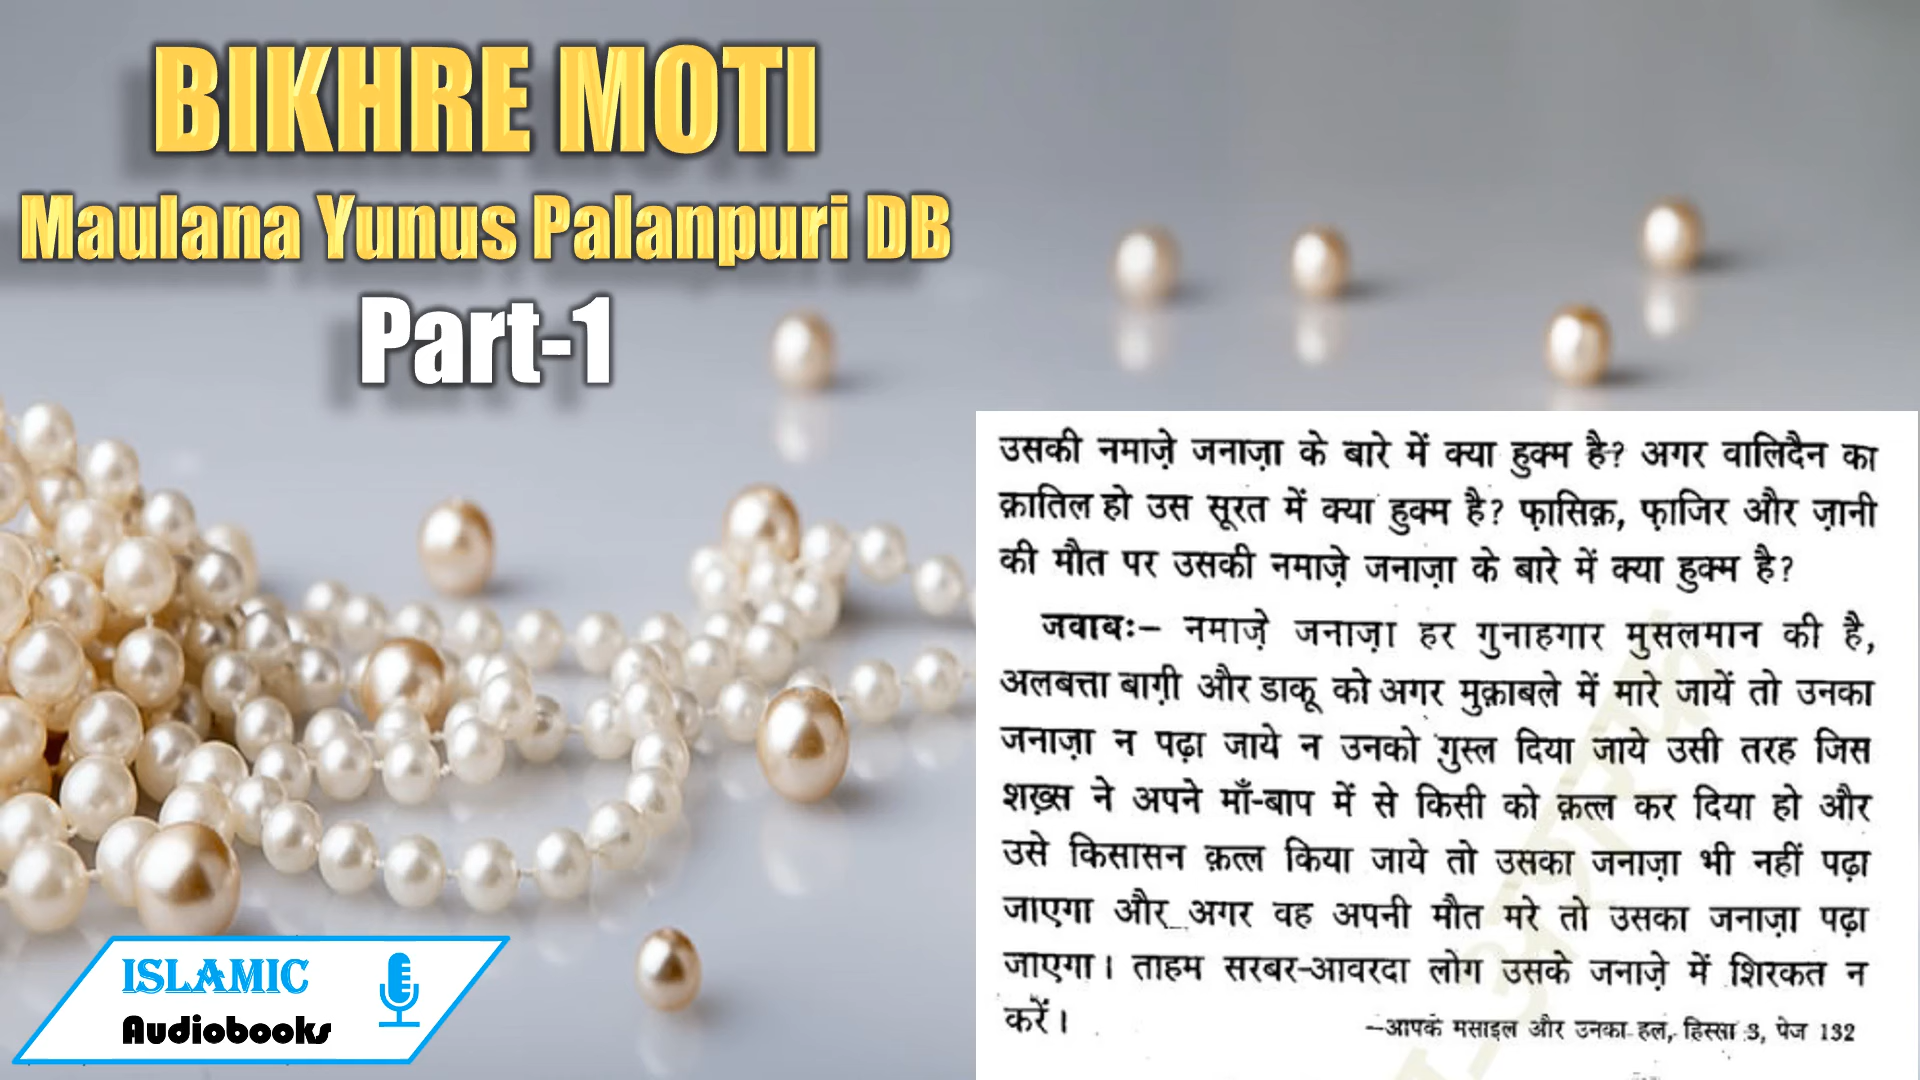 BIKHRE MOTI
Maulana Yunus Palanpuri DB
Part-1
उसकी नमाज़े जनाज़ा के बारे में क्या हुक्म है? अगर वालिदैन का
क़ातिल हो उस सूरत में क्या हुक्म है? फ़ासिक़, फ़ाजिर और ज़ानी
की मौत पर उसकी नमाज़े जनाज़ा के बारे में क्या हुक्म है?
जवाबः– नमाज़े जनाज़ा हर गुनाहगार मुसलमान की है,
अलबत्ता बाग़ी और डाकू को अगर मुक़ाबले में मारे जायें तो उनका
जनाज़ा न पढ़ा जाये न उनको ग़ुस्ल दिया जाये उसी तरह जिस
शख़्स ने अपने माँ-बाप में से किसी को क़त्ल कर दिया हो और
उसे किसासन क़त्ल किया जाये तो उसका जनाज़ा भी नहीं पढ़ा
जाएगा और अगर वह अपनी मौत मरे तो उसका जनाज़ा पढ़ा
जाएगा। ताहम सरबर-आवरदा लोग उसके जनाज़े में शिरकत न
करें।
–आपके मसाइल और उनका हल, हिस्सा 3, पेज 132
ISLAMIC
Audiobooks